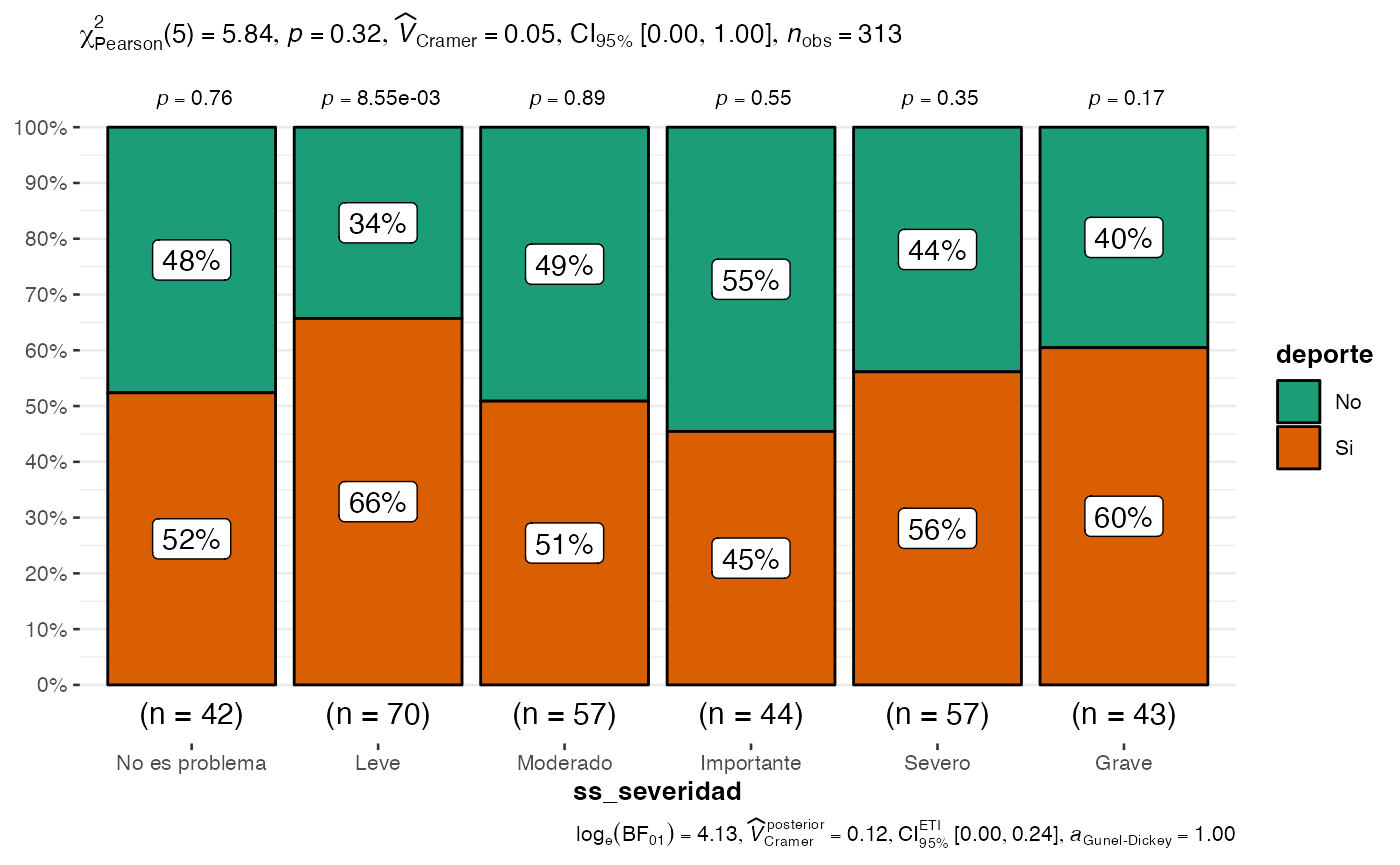 χ²Pearson(5) = 5.84, p = 0.32, V̂Cramer = 0.05, CI95% [0.00, 1.00], nobs = 313
p = 0.76 p = 8.55e-03 p = 0.89 p = 0.55 p = 0.35 p = 0.17
100%
90%
80%
70%
60%
50%
40%
30%
20%
10%
0%
48% 34% 49% 55% 44% 40%
52% 66% 51% 45% 56% 60%
deporte
No
Si
(n = 42) (n = 70) (n = 57) (n = 44) (n = 57) (n = 43)
No es problema Leve Moderado Importante Severo Grave
ss_severidad
loge(BF01) = 4.13, V̂posterior Cramer = 0.12, CIETI 95% [0.00, 0.24], aGunel-Dickey = 1.00